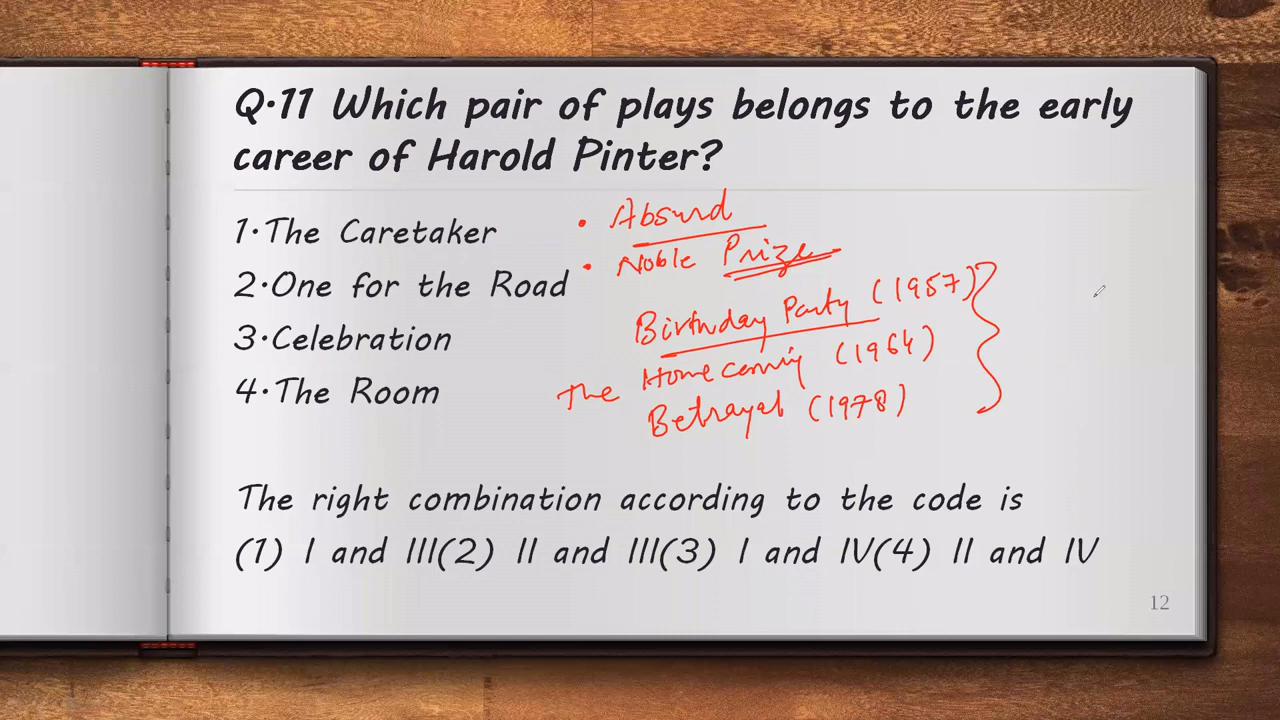 Q.11 Which pair of plays belongs to the early
career of Harold Pinter?
1.The Caretaker
2.One for the Road
3.Celebration
4.The Room
• Absurd
• Noble Prize
Birthday Party (1957)
The Homecoming (1964)
Betrayal (1978)
The right combination according to the code is
(1) I and III(2) II and III(3) I and IV(4) II and IV
12